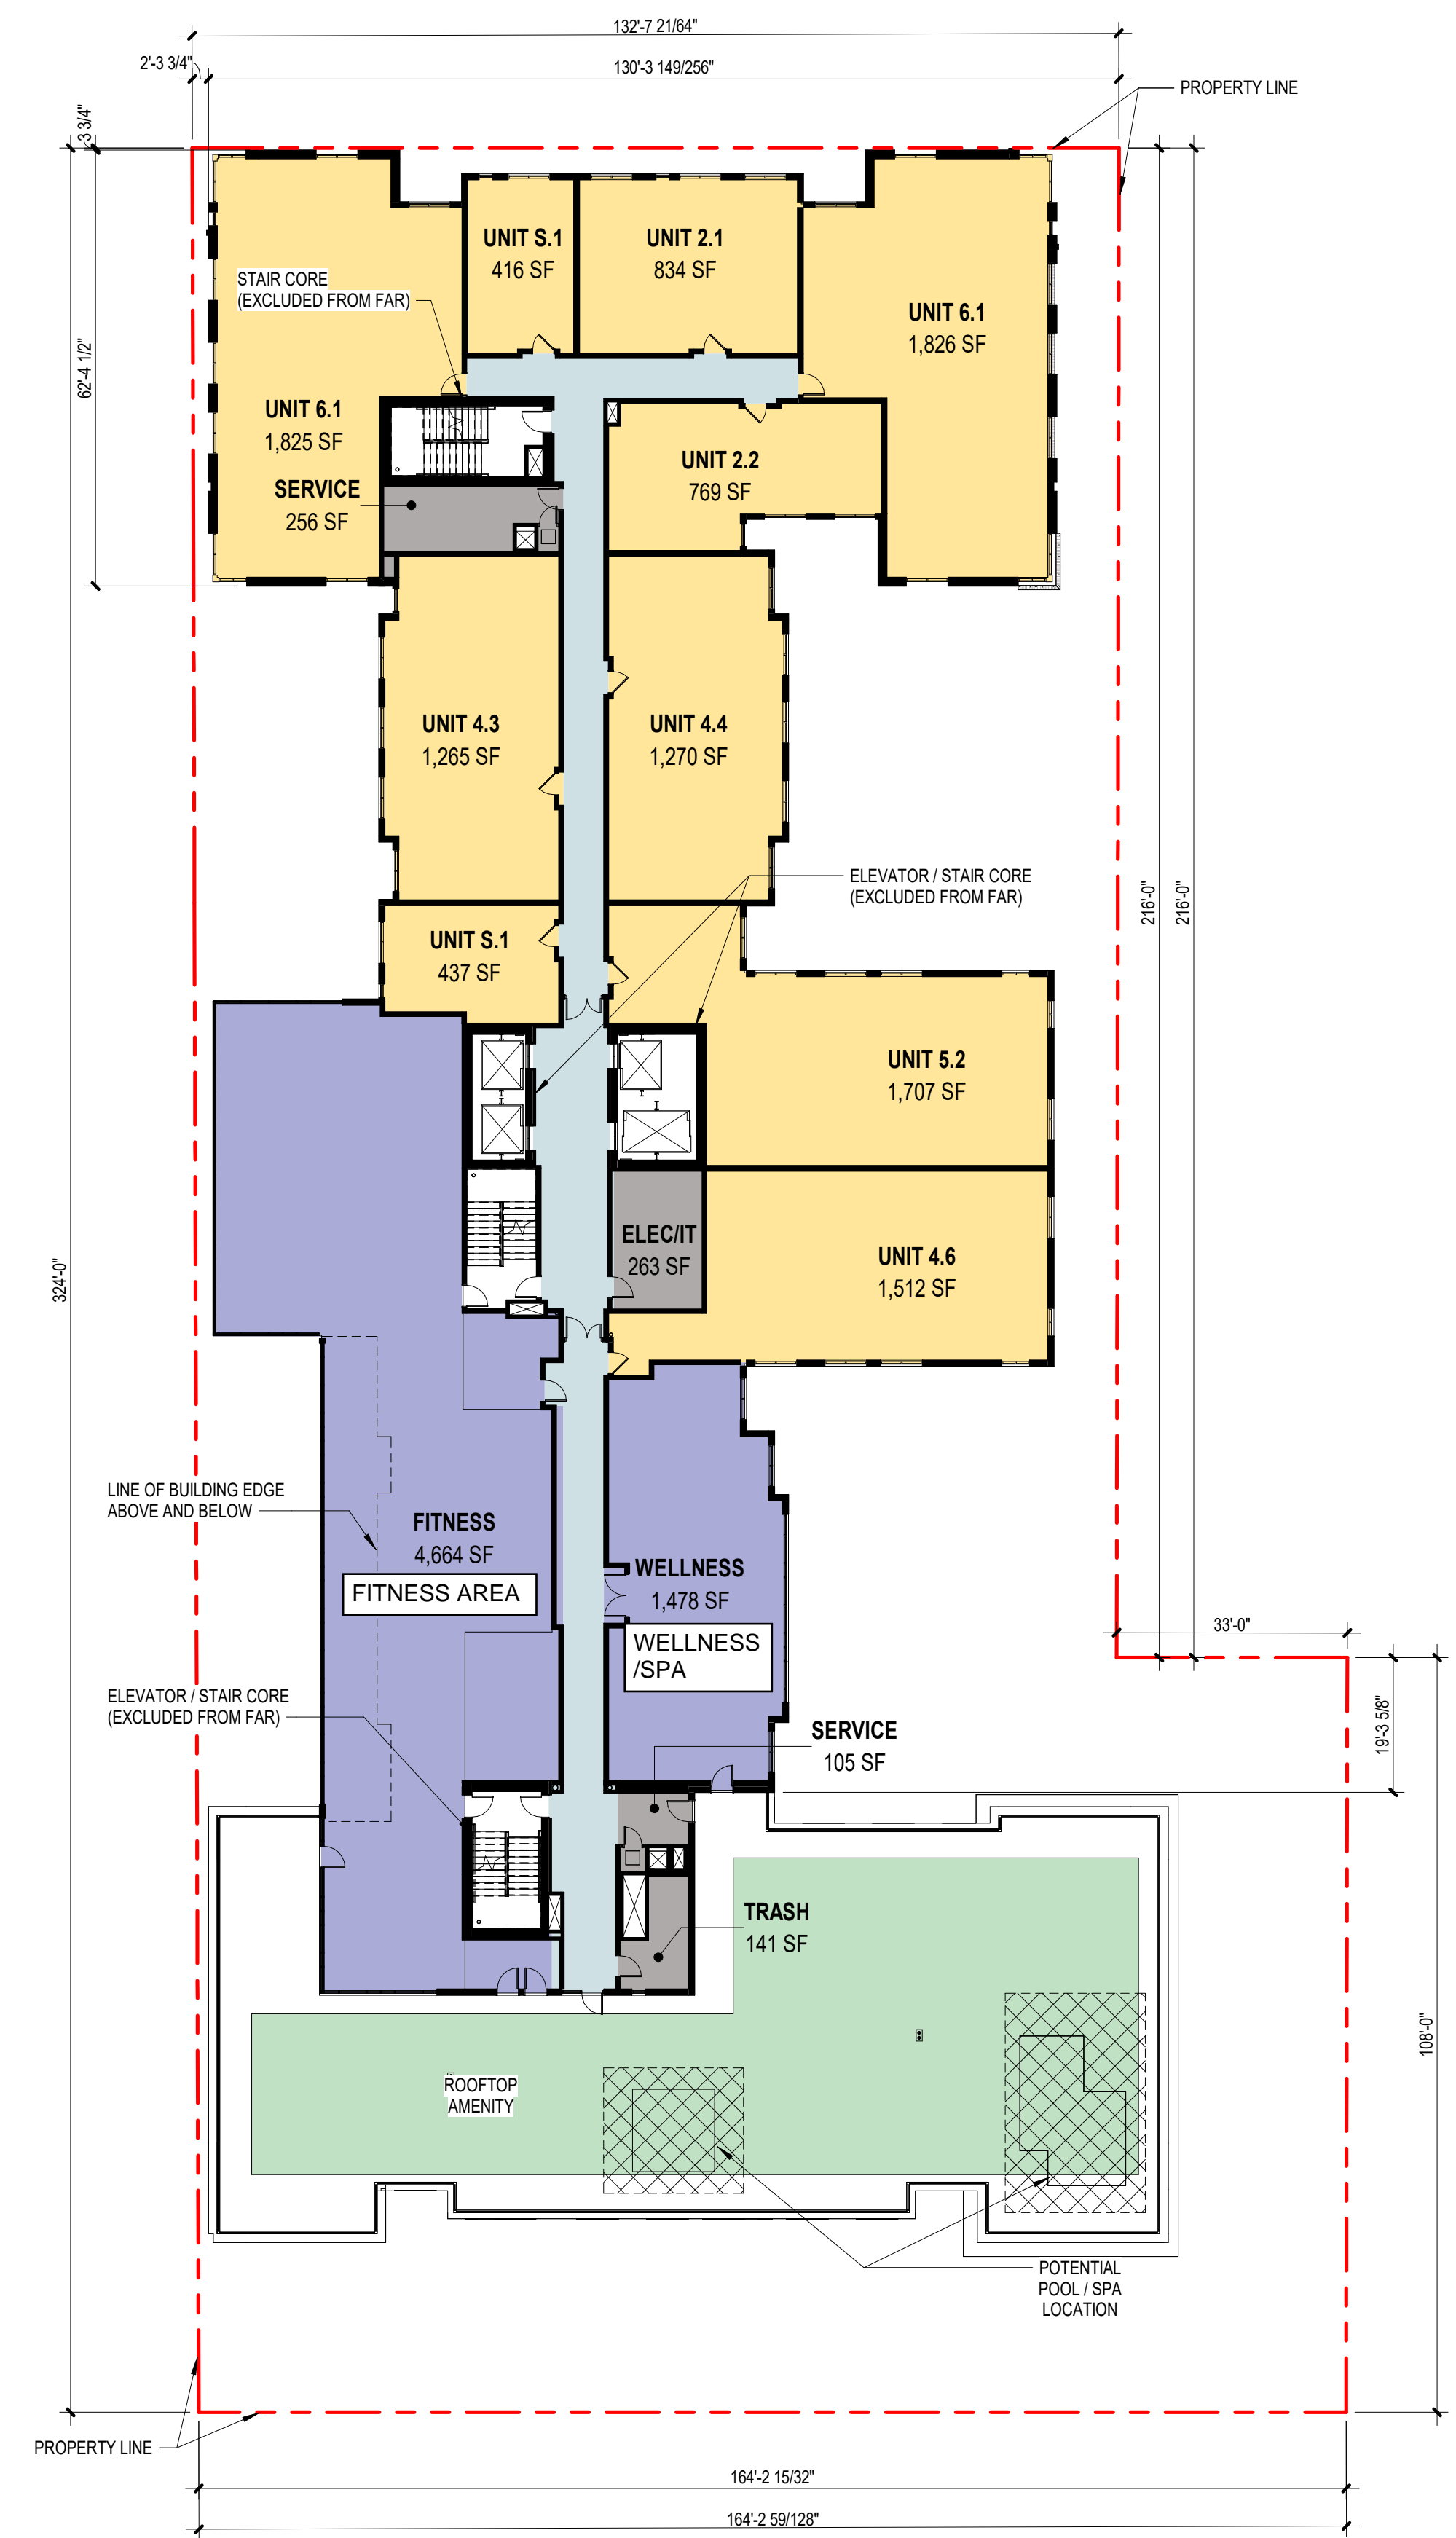 132'-7 21/64"
2'-3 3/4"
130'-3 149/256"
PROPERTY LINE
3 3/4"
UNIT S.1
416 SF
UNIT 2.1
834 SF
STAIR CORE
(EXCLUDED FROM FAR)
UNIT 6.1
1,826 SF
62'-4 1/2"
UNIT 6.1
1,825 SF
UNIT 2.2
769 SF
SERVICE
256 SF
UNIT 4.3
1,265 SF
UNIT 4.4
1,270 SF
ELEVATOR / STAIR CORE
(EXCLUDED FROM FAR)
216'-0"
216'-0"
UNIT S.1
437 SF
UNIT 5.2
1,707 SF
324'-0"
ELEC/IT
263 SF
UNIT 4.6
1,512 SF
LINE OF BUILDING EDGE
ABOVE AND BELOW
FITNESS
4,664 SF
FITNESS AREA
WELLNESS
1,478 SF
WELLNESS
/SPA
33'-0"
ELEVATOR / STAIR CORE
(EXCLUDED FROM FAR)
SERVICE
105 SF
19'-3 5/8"
TRASH
141 SF
108'-0"
ROOFTOP
AMENITY
POTENTIAL
POOL / SPA
LOCATION
PROPERTY LINE
164'-2 15/32"
164'-2 59/128"